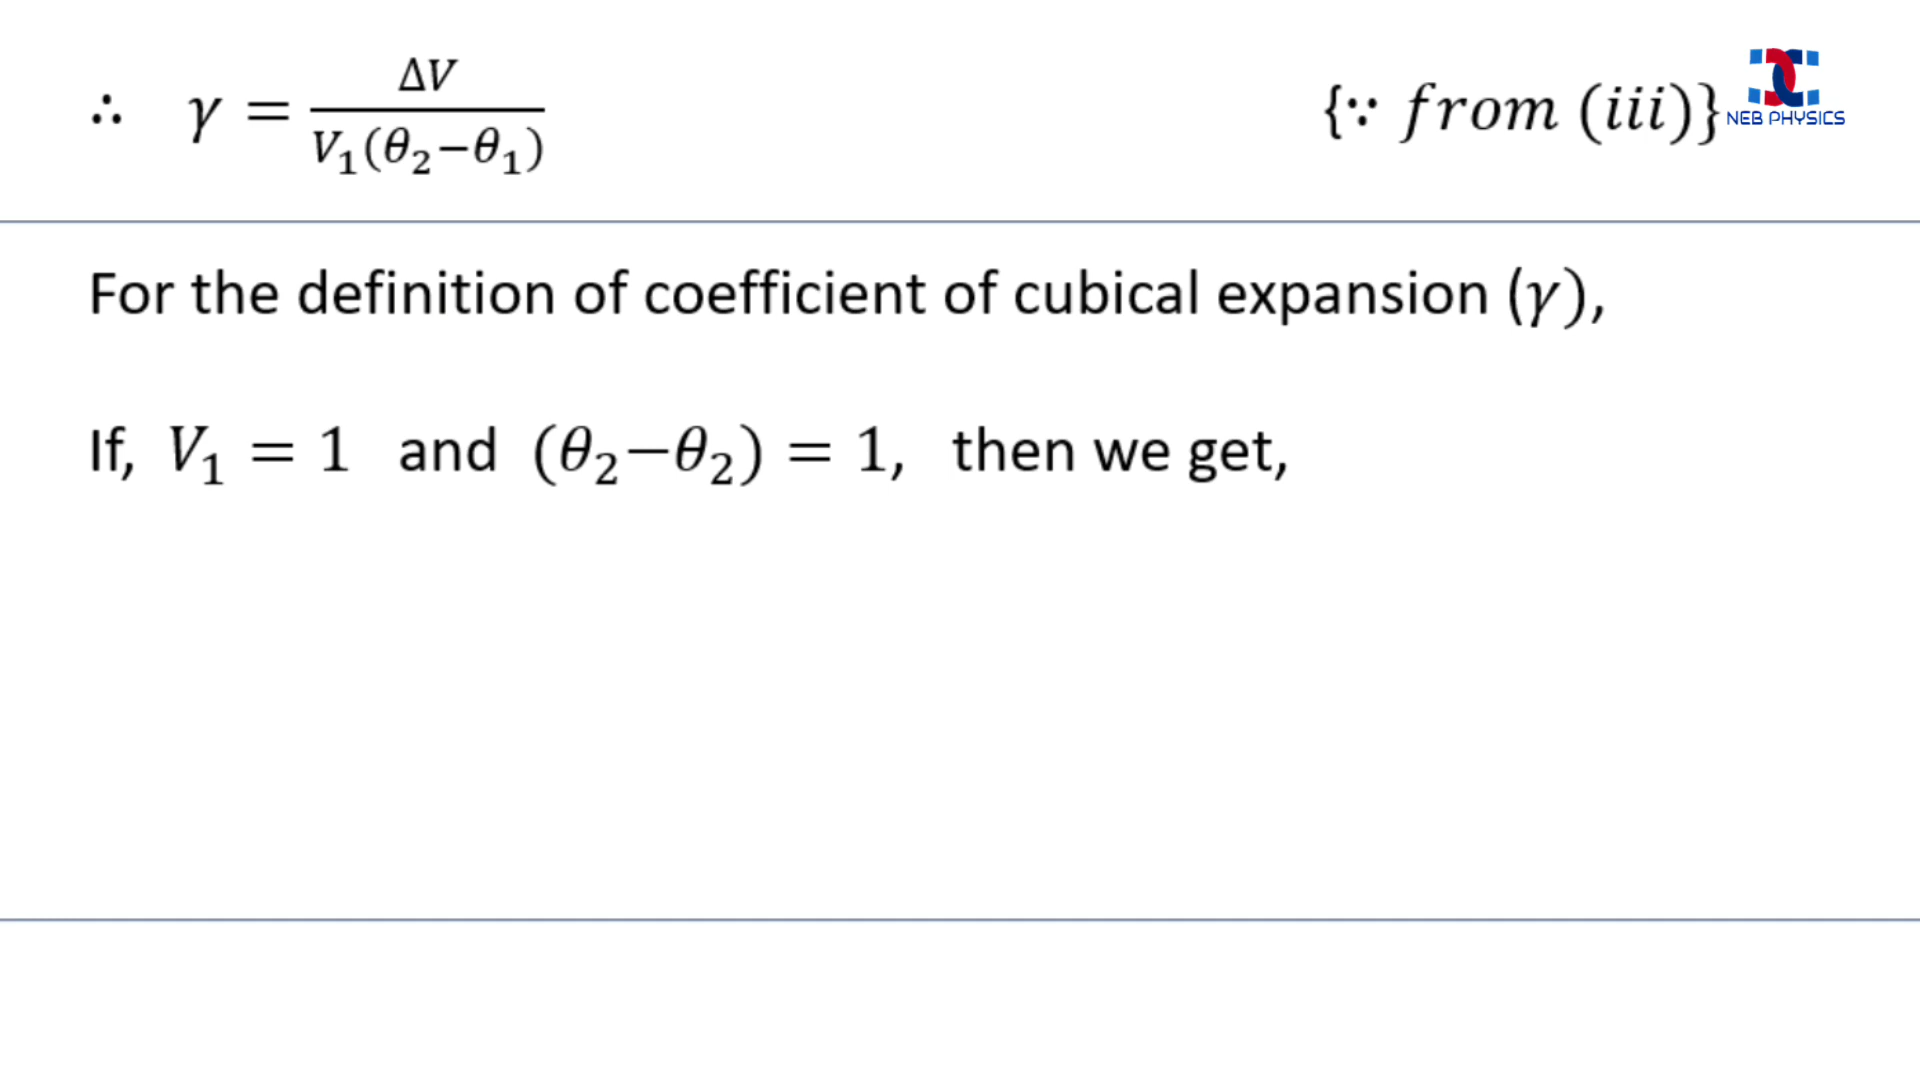 ∴ γ = ΔV / V₁(θ₂−θ₁) {∵ from (iii)}
NEB PHYSICS
For the definition of coefficient of cubical expansion (γ),
If, V₁ = 1 and (θ₂−θ₂) = 1, then we get,